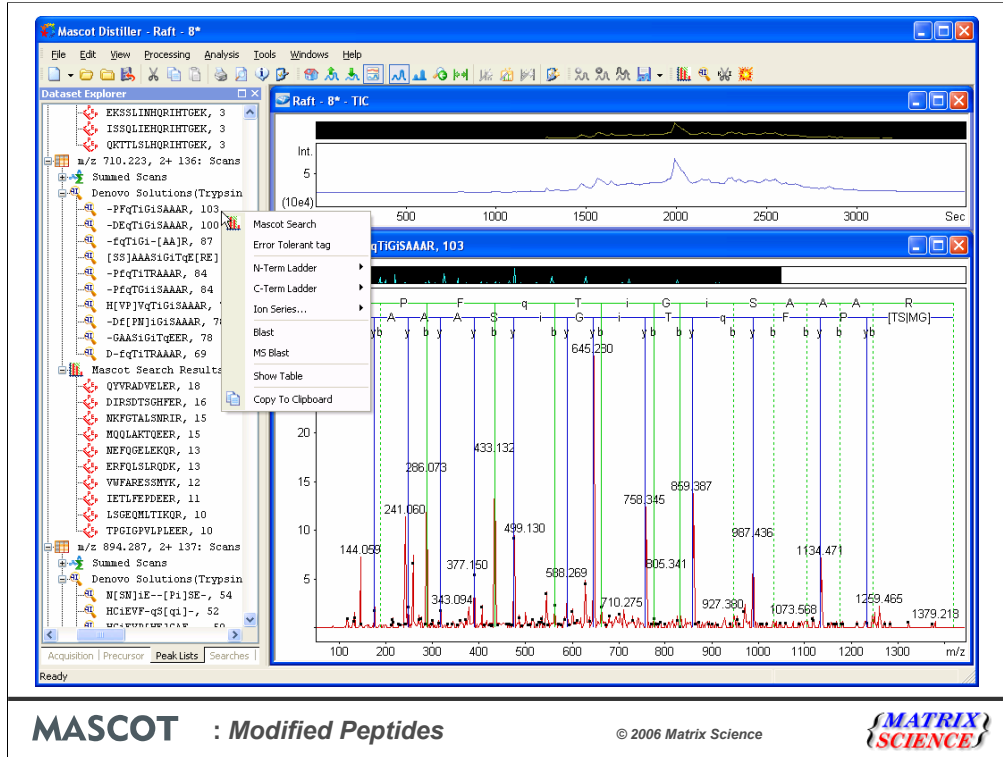 Mascot Distiller - Raft - 8*
File Edit View Processing Analysis Tools Windows Help
Dataset Explorer
EKSSLINHQRIHTGEK, 3
ISSQLIEHQRIHTGEK, 3
QKTTLSLHQRIHTGEK, 3
m/z 710.223, 2+ 136: Scans
Summed Scans
Denovo Solutions(Trypsin
-PFqTiGiSAAAR, 103
-DEqTiGiSAAAR, 100
-fqTiGi-[AA]R, 87
[SS]AAASiGiTqE[RE]
-PfqTiTRAAAR, 84
-PfqTGiiSAAAR, 84
H[VP]VqTiGiSAAAR,
-Df[PN]iGiSAAAR, 78
-GAASiGiTqEER, 78
D-fqTiTRAAAR, 69
Mascot Search Results
QYVRADVELER, 18
DIRSDTSGHFER, 16
NKFGTALSNRIR, 15
MQQLAKTQEER, 15
NEFQGELEKQR, 13
ERFQLSLRQDK, 13
VWFARESSMYK, 12
IETLFEPDEER, 11
LSGEQMLTIKQR, 10
TPGIGPVLPLEER, 10
m/z 894.287, 2+ 137: Scans
Summed Scans
Denovo Solutions(Trypsin
N[SN]iE--[Pi]SE-, 54
HCiEVF-qS[qi]-, 52
Acquisition Precursor Peak Lists Searches
Ready
Mascot Search
Error Tolerant tag
N-Term Ladder
C-Term Ladder
Ion Series...
Blast
MS Blast
Show Table
Copy To Clipboard
Raft - 8* - TIC
Int.
5
(10e4)
500 1000 1500 2000 2500 3000 Sec
qTiGiSAAAR, 103
P F q T i G i S A A A R
A A A S i G i T q F P [TS|MG]
y b y b y b y b y b y b y b y b y b y b
645.280
20
433.132
286.073
758.345
859.387
241.060
499.130
10
987.436
144.059
377.150
1134.471
588.269
805.341
5
343.094
710.275
927.380
1073.568
1259.465
1379.218
100 200 300 400 500 600 700 800 900 1000 1100 1200 1300 m/z
MASCOT : Modified Peptides © 2006 Matrix Science
{MATRIX
SCIENCE}